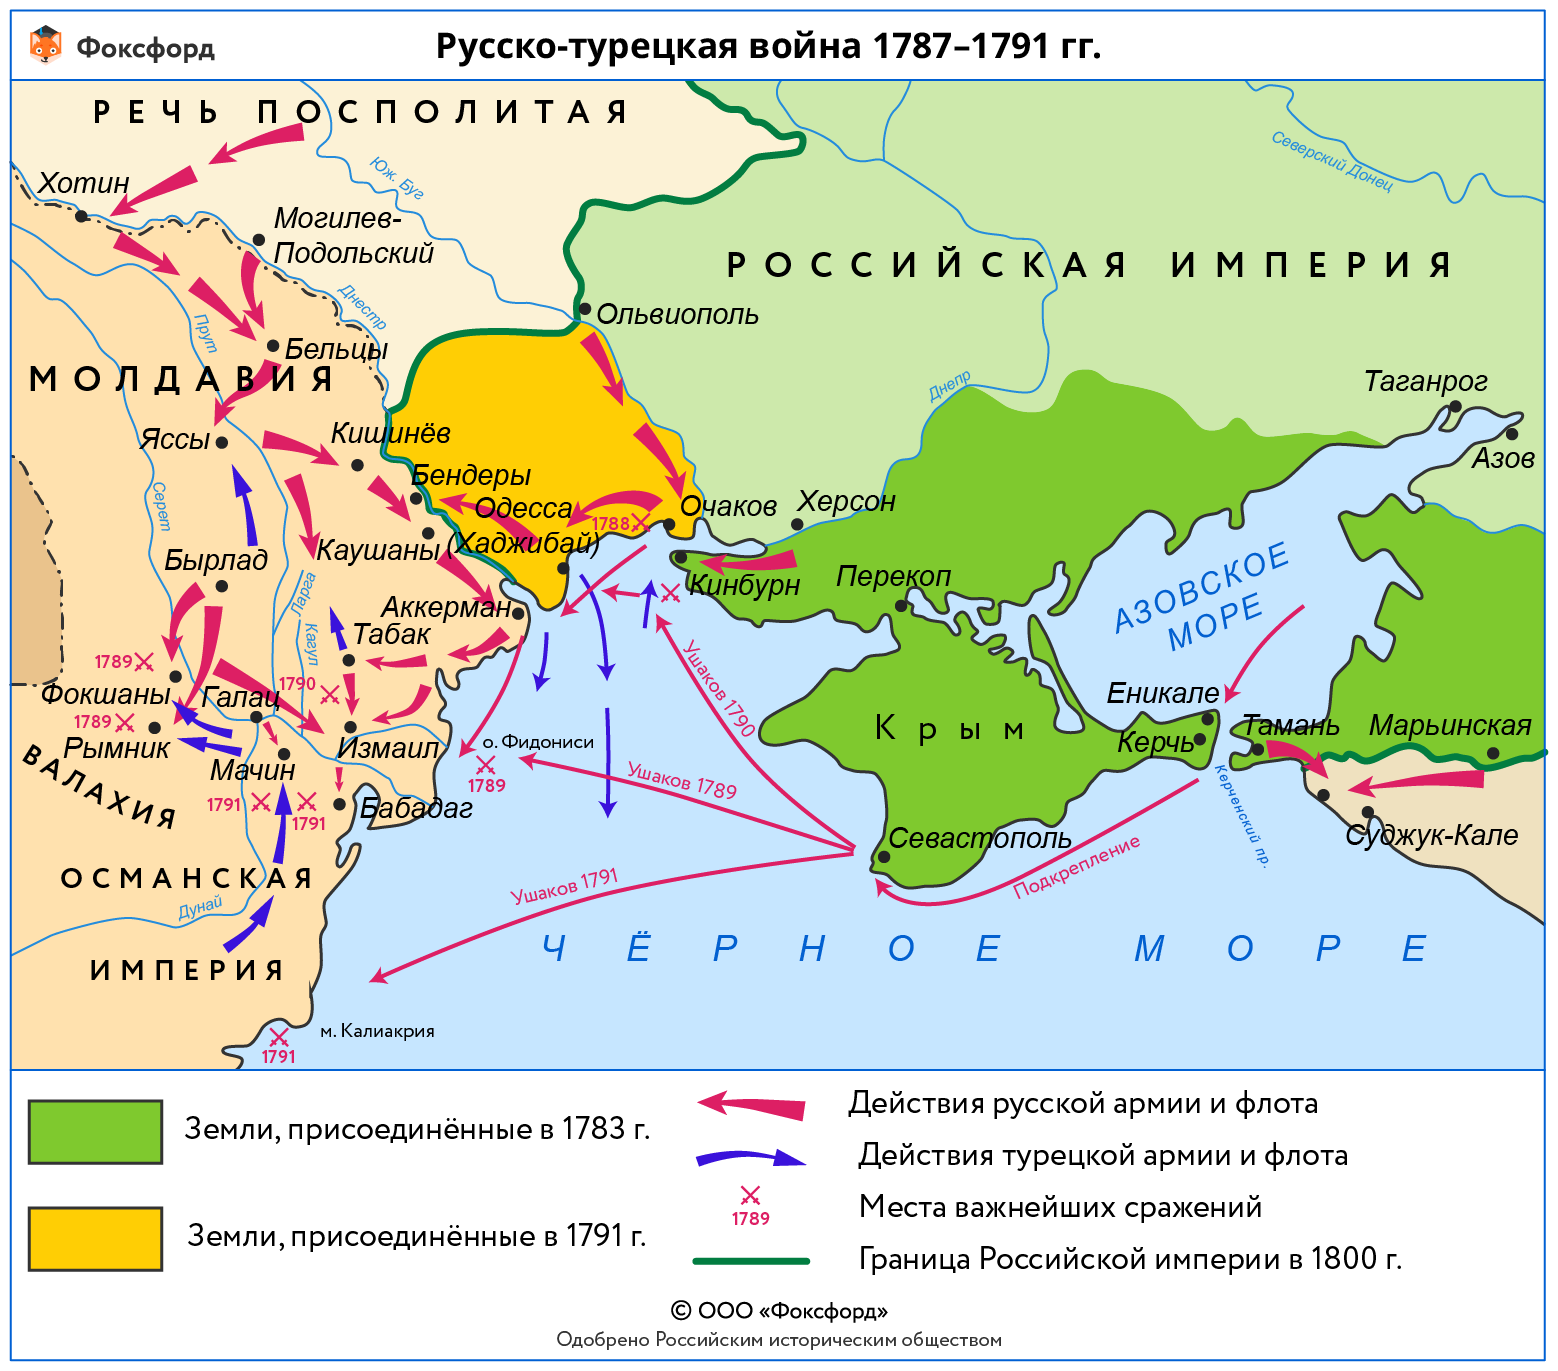 Фоксфорд
Русско-турецкая война 1787–1791 гг.
РЕЧЬ ПОСПОЛИТАЯ
Юж. Буг
Северский Донец
Хотин
Могилев-
Подольский
РОССИЙСКАЯ ИМПЕРИЯ
Днестр
Прут
Ольвиополь
Бельцы
МОЛДАВИЯ
Днепр
Таганрог
Яссы
Кишинёв
Азов
Бендеры
Серет
Одесса
(Хаджибай)
1788
Очаков
Херсон
Каушаны
Бырлад
Ларга
Кинбурн
Перекоп
АЗОВСКОЕ
МОРЕ
Аккерман
Табак
Кагул
1789
Фокшаны
Галац
1790
Ушаков 1790
Еникале
1789
Рымник
Измаил
о. Фидониси
Крым
Керчь
Тамань
Марьинская
ВАЛАХИЯ
Мачин
1789
Ушаков 1789
Керченский пр.
1791
1791
Бабадаг
Севастополь
Суджук-Кале
ОСМАНСКАЯ
Ушаков 1791
Подкрепление
Дунай
ИМПЕРИЯ
ЧЁРНОЕ МОРЕ
м. Калиакрия
1791
Земли, присоединённые в 1783 г.
Земли, присоединённые в 1791 г.
Действия русской армии и флота
Действия турецкой армии и флота
1789
Места важнейших сражений
Граница Российской империи в 1800 г.
© ООО «Фоксфорд»
Одобрено Российским историческим обществом